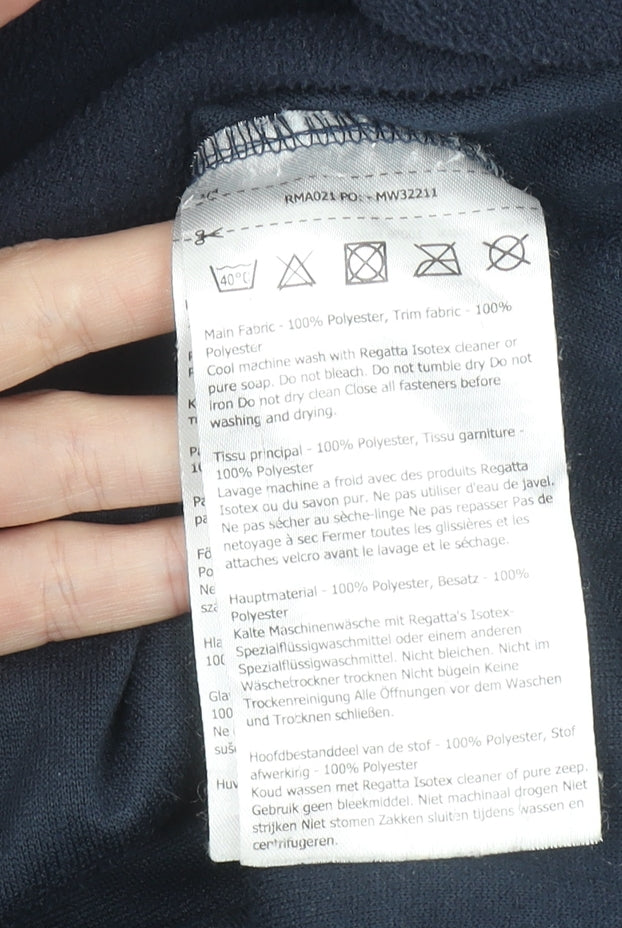 RMA021 PO: - MW32211
40°C
Main Fabric - 100% Polyester, Trim fabric - 100%
Polyester
Cool machine wash with Regatta Isotex cleaner or
pure soap. Do not bleach. Do not tumble dry Do not
iron Do not dry clean Close all fasteners before
washing and drying.
Tissu principal - 100% Polyester, Tissu garniture -
100% Polyester
Lavage machine a froid avec des produits Regatta
Isotex ou du savon pur. Ne pas utiliser d'eau de javel.
Ne pas sécher au sèche-linge Ne pas repasser Pas de
netoyage à sec Fermer toutes les glissières et les
attaches velcro avant le lavage et le séchage.
Hauptmaterial - 100% Polyester, Besatz - 100%
Polyester
Kalte Maschinenwäsche mit Regatta's Isotex-
Spezialflüssigwaschmittel oder einem anderen
Spezialflüssigwaschmittel. Nicht bleichen. Nicht im
Wäschetrockner trocknen Nicht bügeln Keine
Trockenreinigung Alle Öffnungen vor dem Waschen
und Trocknen schließen.
Hoofdbestanddeel van de stof - 100% Polyester, Stof
afwerking - 100% Polyester
Koud wassen met Regatta Isotex cleaner of pure zeep.
Gebruik geen bleekmiddel. Niet machinaal drogen Niet
strijken Niet stomen Zakken sluiten tijdens wassen en
centrifugeren.